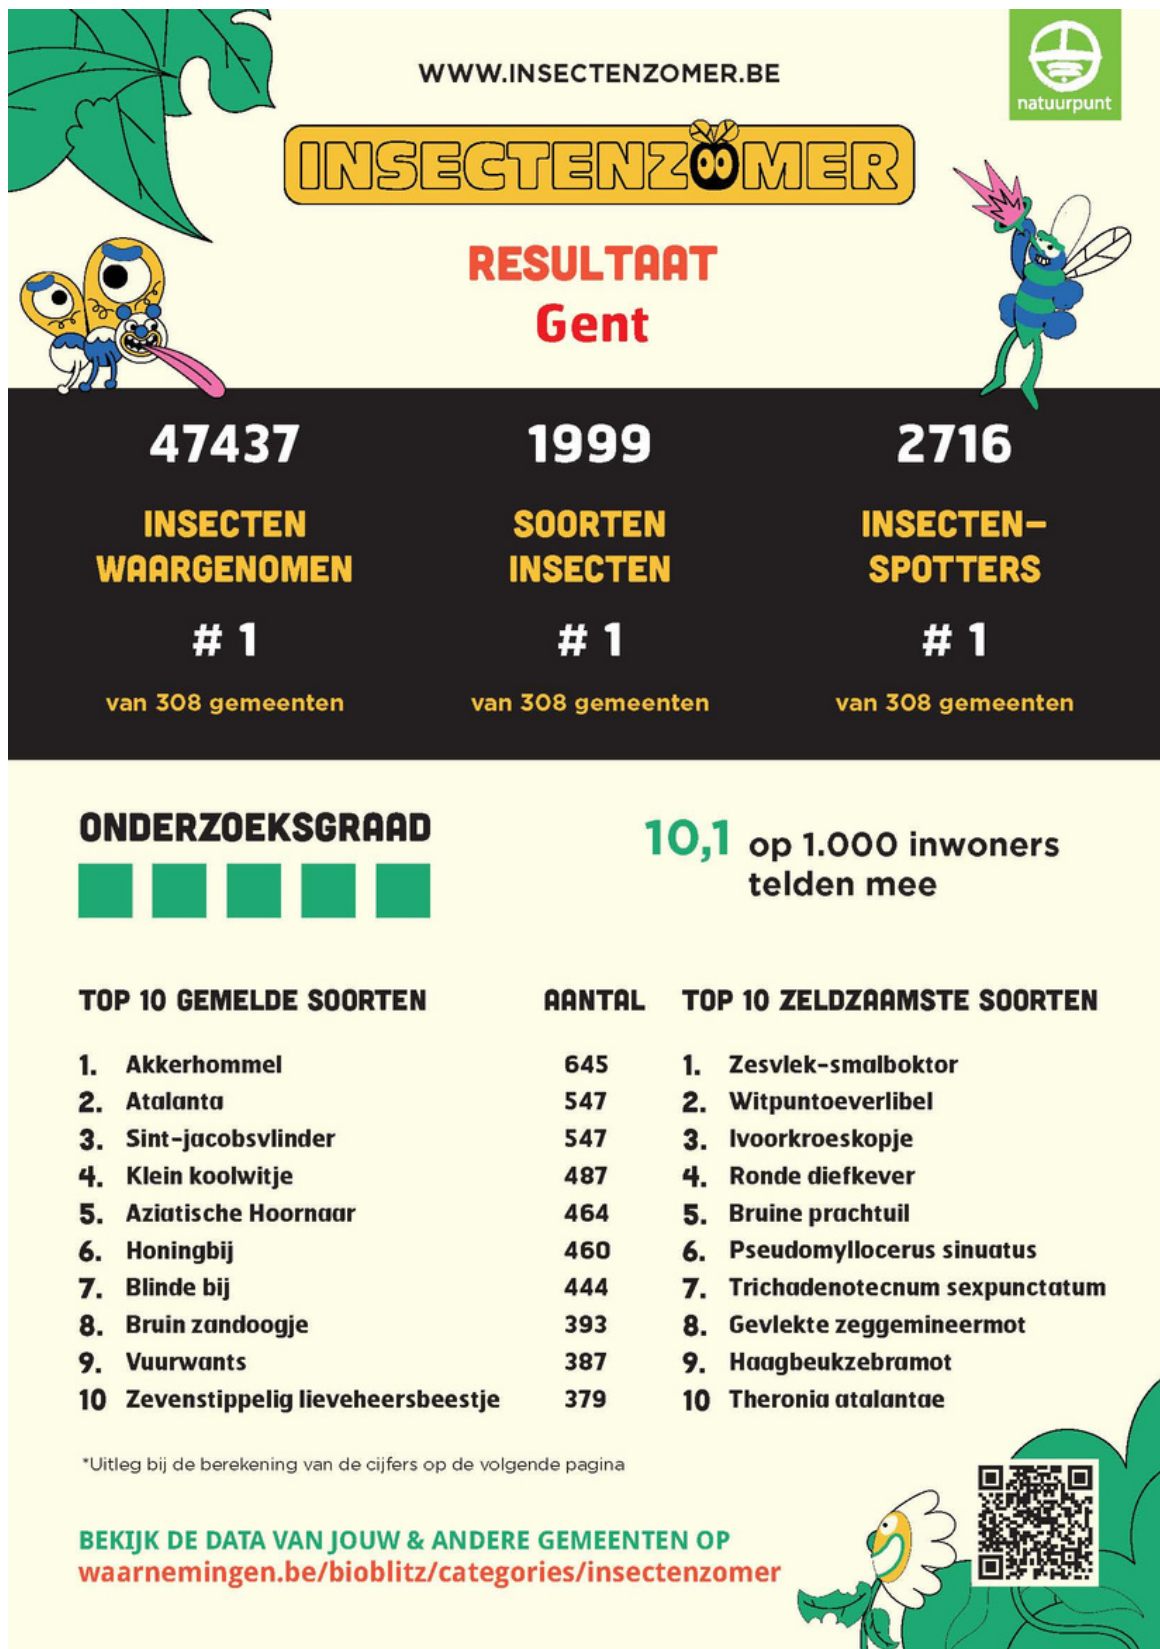 WWW.INSECTENZOMER.BE
natuurpunt
INSECTENZOMER
RESULTAAT
Gent
47437
INSECTEN
WAARGENOMEN
# 1
van 308 gemeenten
1999
SOORTEN
INSECTEN
# 1
van 308 gemeenten
2716
INSECTEN-
SPOTTERS
# 1
van 308 gemeenten
ONDERZOEKSGRAAD
10,1 op 1.000 inwoners
telden mee
TOP 10 GEMELDE SOORTEN AANTAL
1. Akkerhommel 645
2. Atalanta 547
3. Sint-jacobsvlinder 547
4. Klein koolwitje 487
5. Aziatische Hoornaar 464
6. Honingbij 460
7. Blinde bij 444
8. Bruin zandoogje 393
9. Vuurwants 387
10 Zevenstippelig lieveheersbeestje 379
TOP 10 ZELDZAAMSTE SOORTEN
1. Zesvlek-smalboktor
2. Witpuntoeverlibel
3. Ivoorkroeskopje
4. Ronde diefkever
5. Bruine prachtuil
6. Pseudomyllocerus sinuatus
7. Trichadenotecnum sexpunctatum
8. Gevlekte zeggemineermot
9. Haagbeukzebramot
10 Theronia atalantae
*Uitleg bij de berekening van de cijfers op de volgende pagina
BEKIJK DE DATA VAN JOUW & ANDERE GEMEENTEN OP
waarnemingen.be/bioblitz/categories/insectenzomer